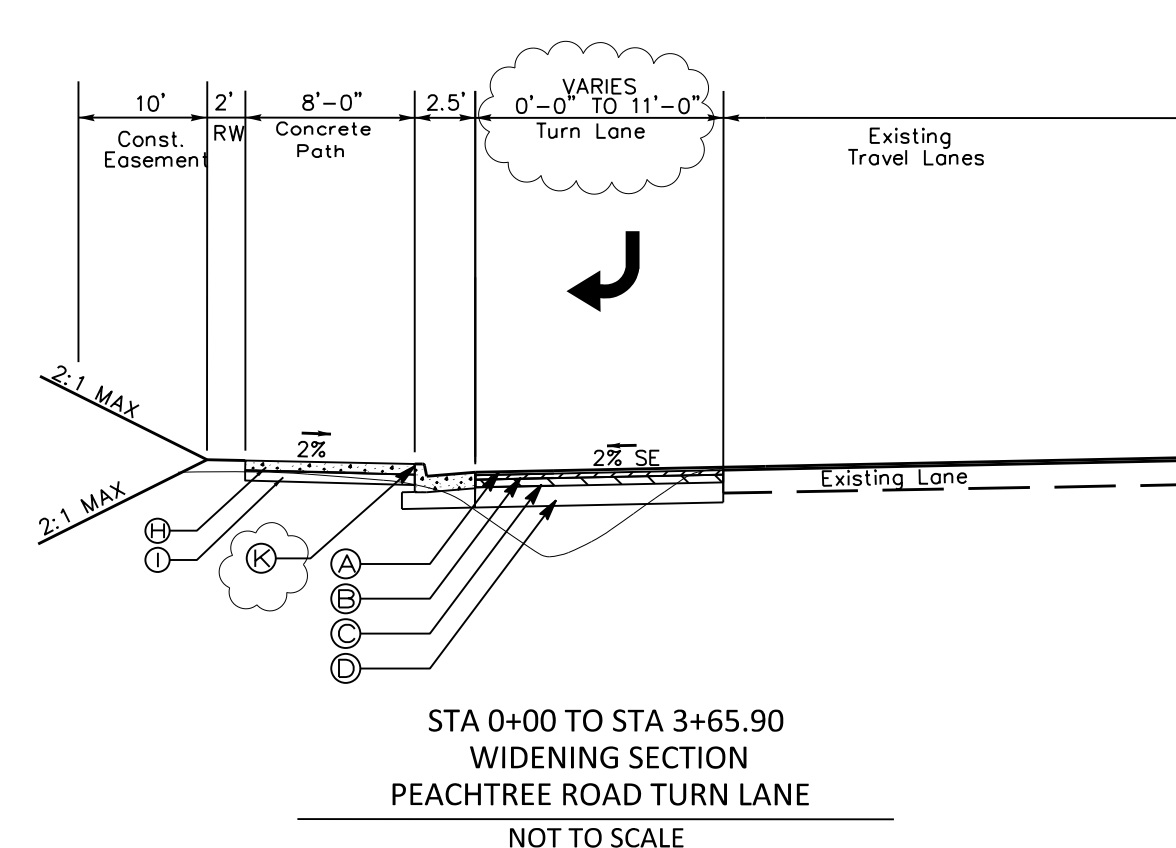 10' 2' 8'-0" 2.5' VARIES
0'-0" TO 11'-0"
Const.
Easement
RW
Concrete
Path
Turn Lane
Existing
Travel Lanes
2:1 MAX
2:1 MAX
2%
2% SE
Existing Lane
H
I
K
A
B
C
D
STA 0+00 TO STA 3+65.90
WIDENING SECTION
PEACHTREE ROAD TURN LANE
NOT TO SCALE